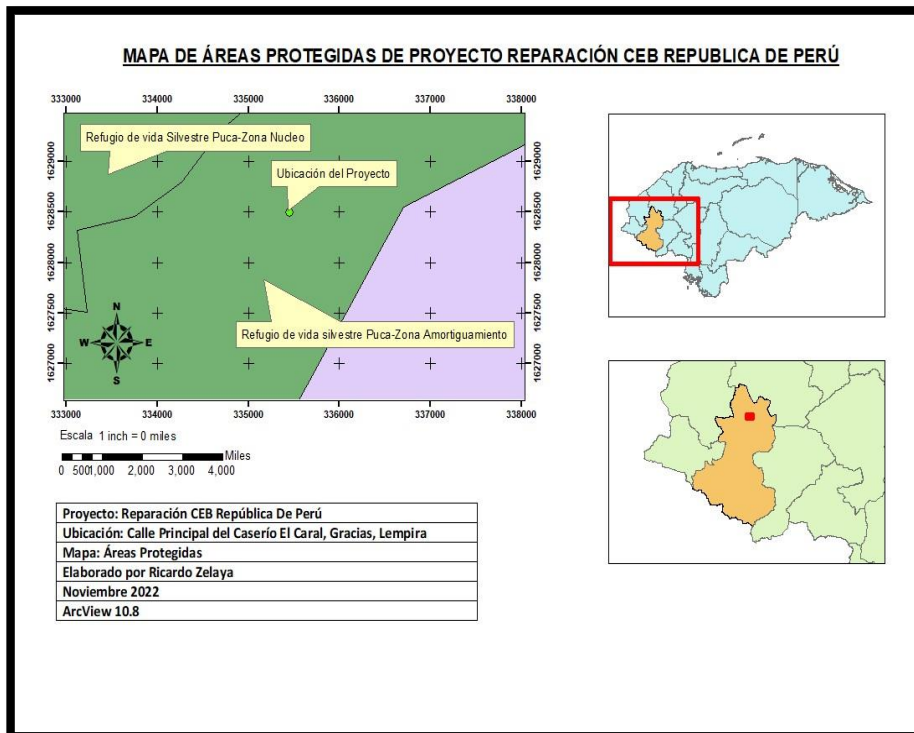 MAPA DE ÁREAS PROTEGIDAS DE PROYECTO REPARACIÓN CEB REPUBLICA DE PERÚ
333000 334000 335000 336000 337000 338000
Refugio de vida Silvestre Puca-Zona Nucleo
Ubicación del Proyecto
Refugio de vida silvestre Puca-Zona Amortiguamiento
1629000 1629000
1628500 1628500
1628000 1628000
1627500 1627500
1627000 1627000
N
W E
S
333000 334000 335000 336000 337000 338000
Escala 1 inch = 0 miles
Miles
0 500 1,000 2,000 3,000 4,000
Proyecto: Reparación CEB República De Perú
Ubicación: Calle Principal del Caserío El Caral, Gracias, Lempira
Mapa: Áreas Protegidas
Elaborado por Ricardo Zelaya
Noviembre 2022
ArcView 10.8